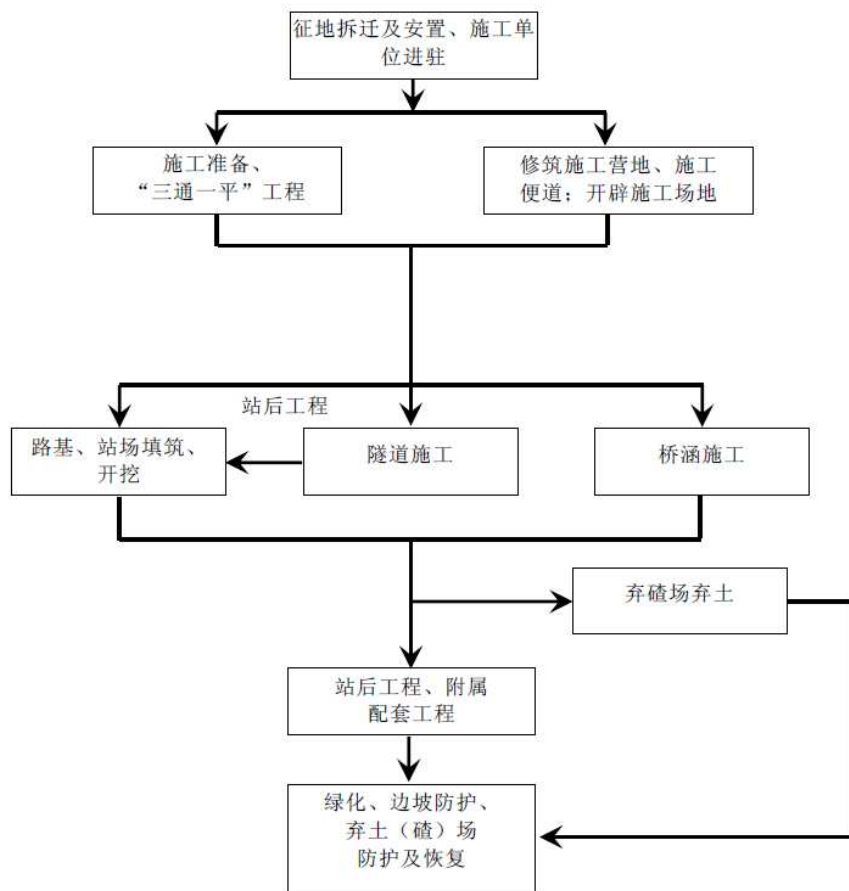 征地拆迁及安置、施工单
位进驻
施工准备、
“三通一平”工程
修筑施工营地、施工
便道；开辟施工场地
站后工程
路基、站场填筑、
开挖
隧道施工
桥涵施工
弃碴场弃土
站后工程、附属
配套工程
绿化、边坡防护、
弃土（碴）场
防护及恢复